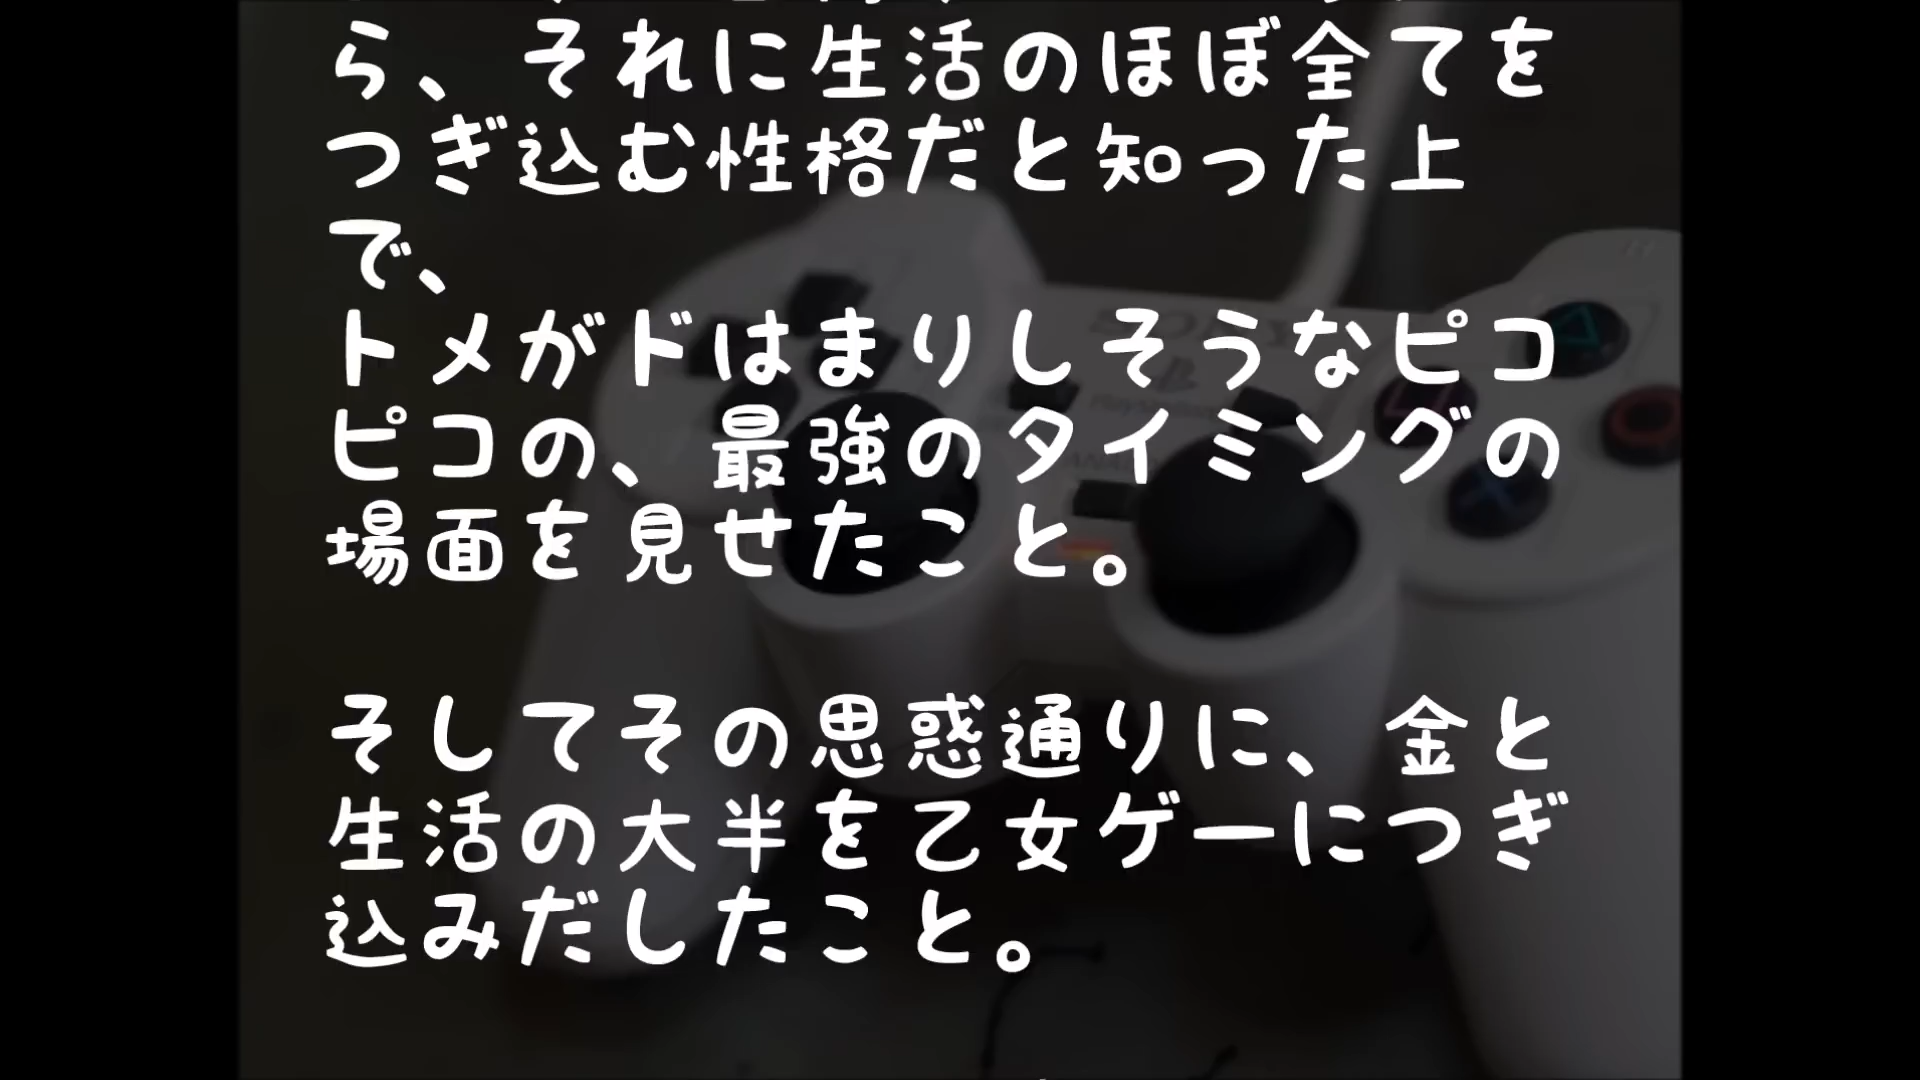 ら、それに生活のほぼ全てを
つぎ込む性格だと知った上
で、
トメがドはまりしそうなピコ
ピコの、最強のタイミングの
場面を見せたこと。
そしてその思惑通りに、金と
生活の大半を乙女ゲーにつぎ
込みだしたこと。